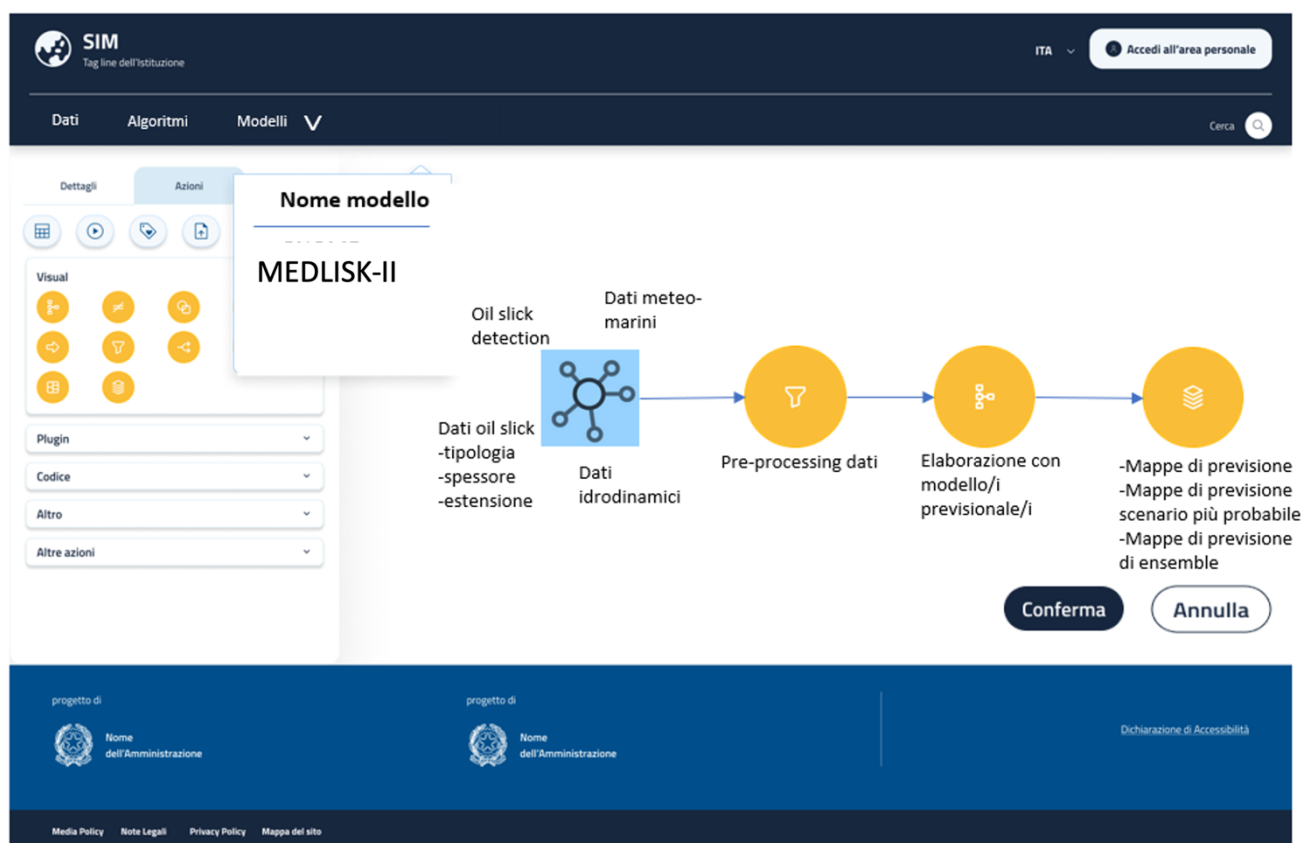 SIM
Tag line dell'Istituzione
ITA
Accedi all'area personale
Dati
Algoritmi
Modelli
Cerca
Dettagli
Azioni
Nome modello
MEDLISK-II
Visual
Plugin
Codice
Altro
Altre azioni
Oil slick
detection
Dati meteo-
marini
Dati oil slick
-tipologia
-spessore
-estensione
Dati
idrodinamici
Pre-processing dati
Elaborazione con
modello/i
previsionale/i
-Mappe di previsione
-Mappe di previsione
scenario più probabile
-Mappe di previsione
di ensemble
Conferma
Annulla
progetto di
Nome
dell'Amministrazione
progetto di
Nome
dell'Amministrazione
Dichiarazione di Accessibilità
Media Policy
Note Legali
Privacy Policy
Mappa del sito